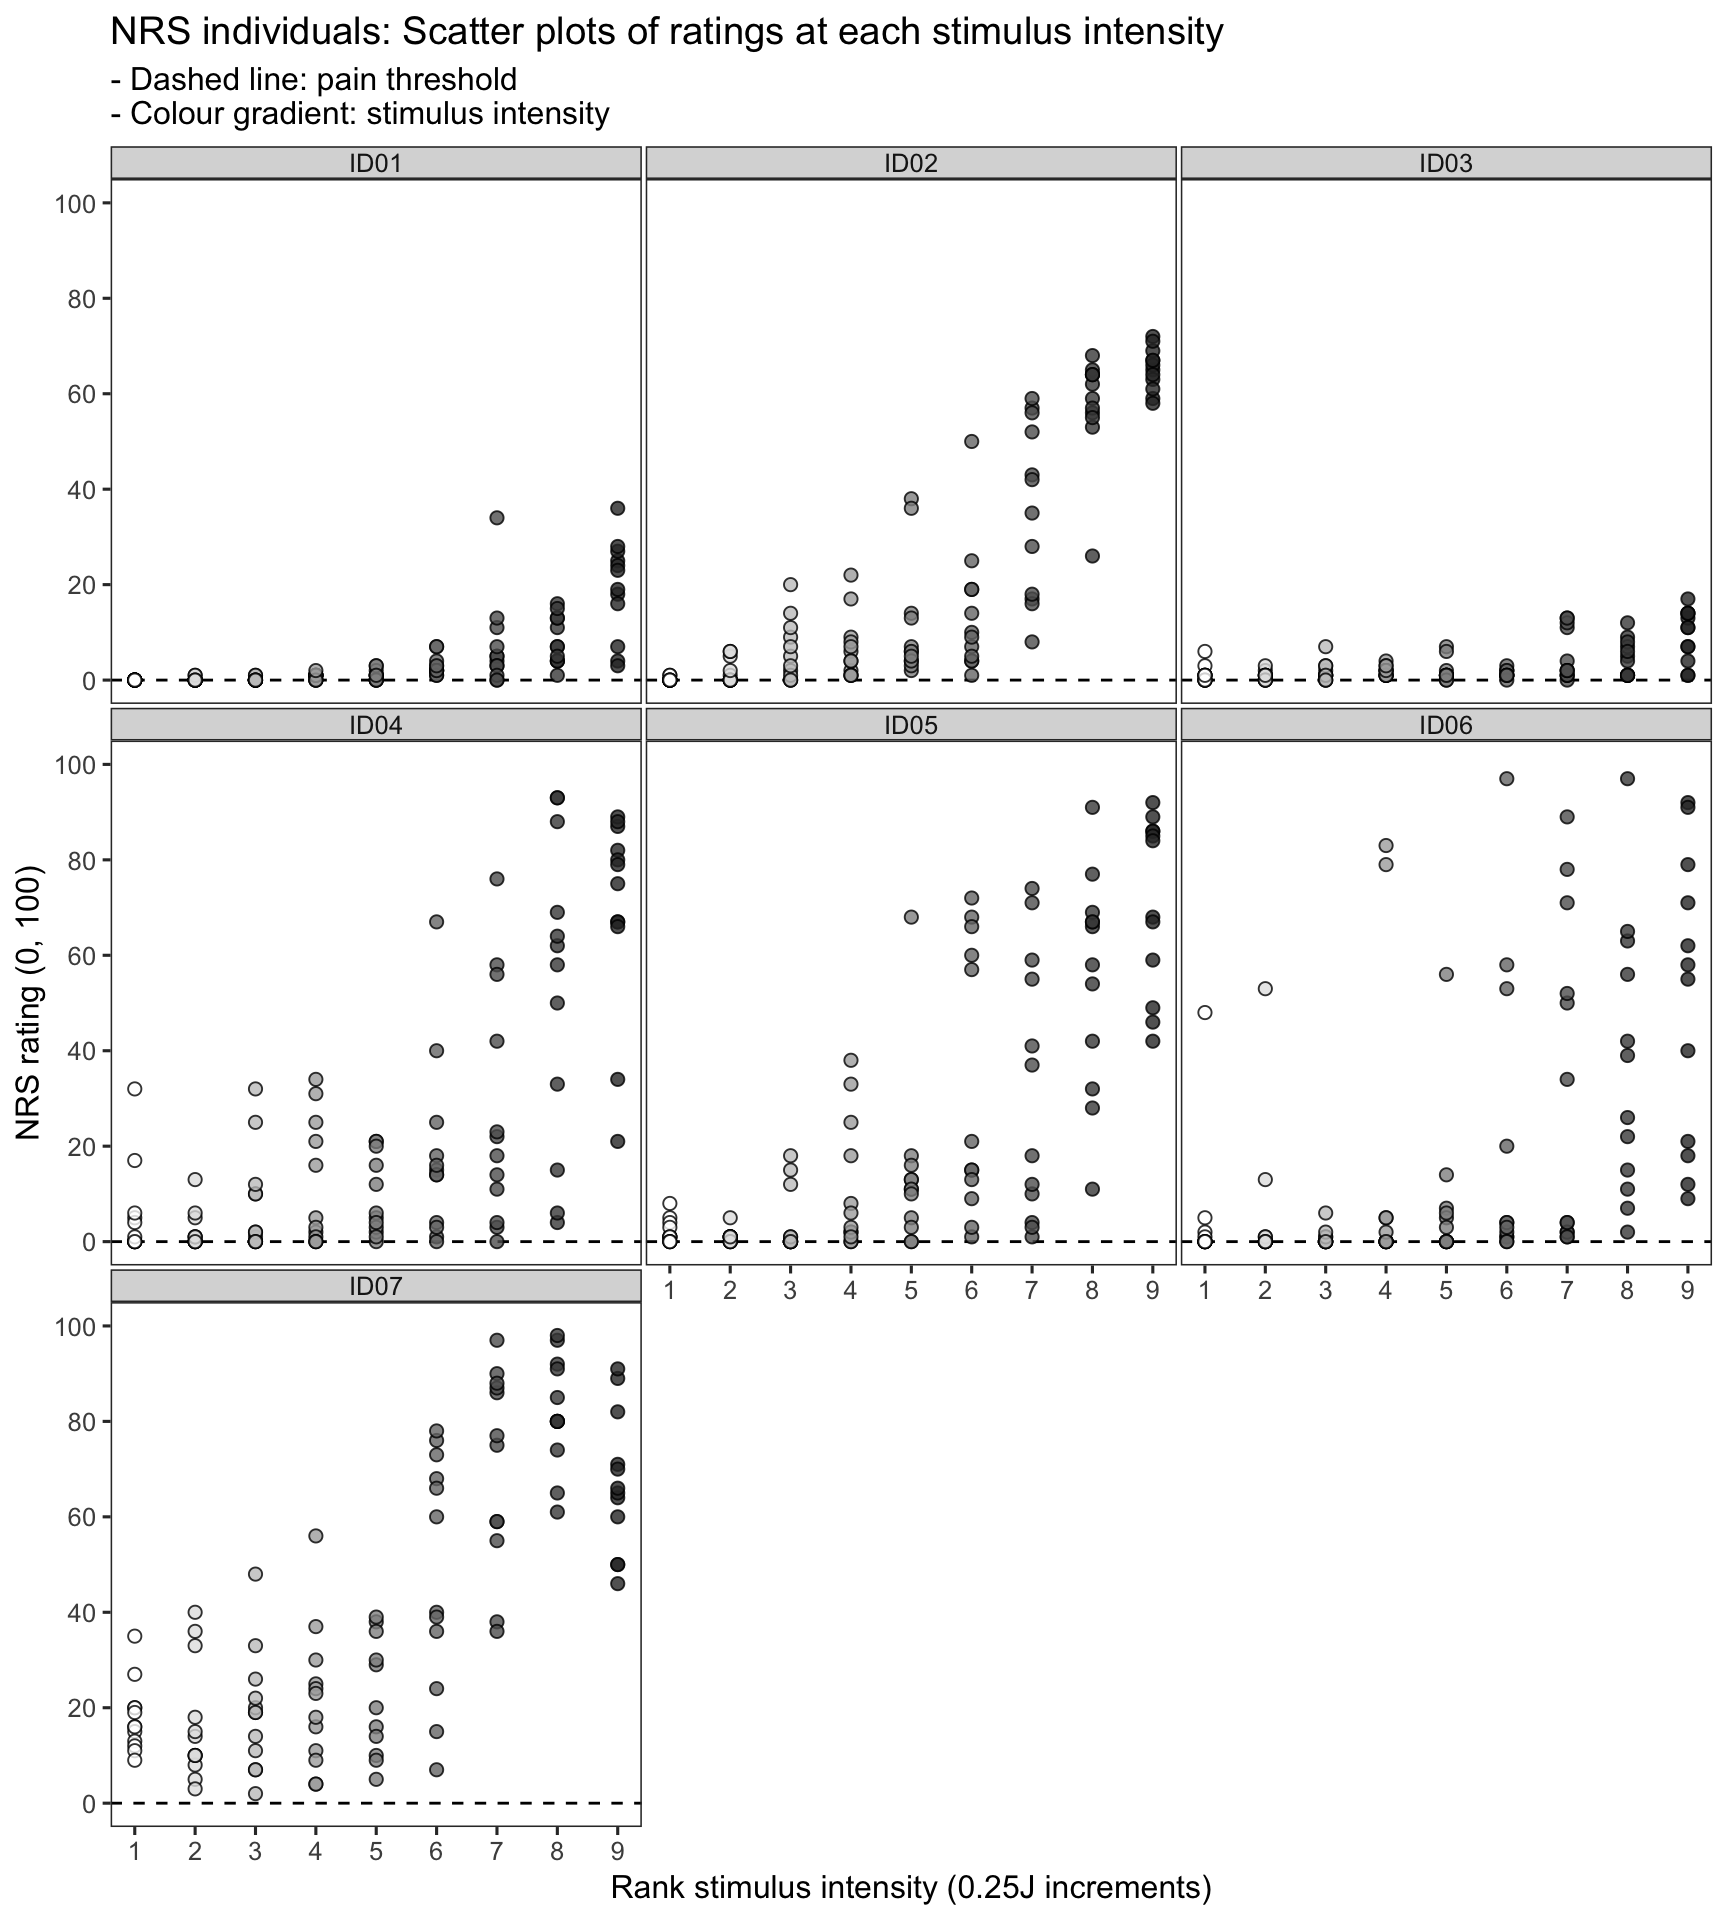 NRS individuals: Scatter plots of ratings at each stimulus intensity
- Dashed line: pain threshold
- Colour gradient: stimulus intensity
ID01
ID02
ID03
100
80
60
40
20
0
ID04
ID05
ID06
100
80
60
40
20
0
1 2 3 4 5 6 7 8 9
1 2 3 4 5 6 7 8 9
ID07
100
80
60
40
20
0
1 2 3 4 5 6 7 8 9
NRS rating (0, 100)
Rank stimulus intensity (0.25J increments)